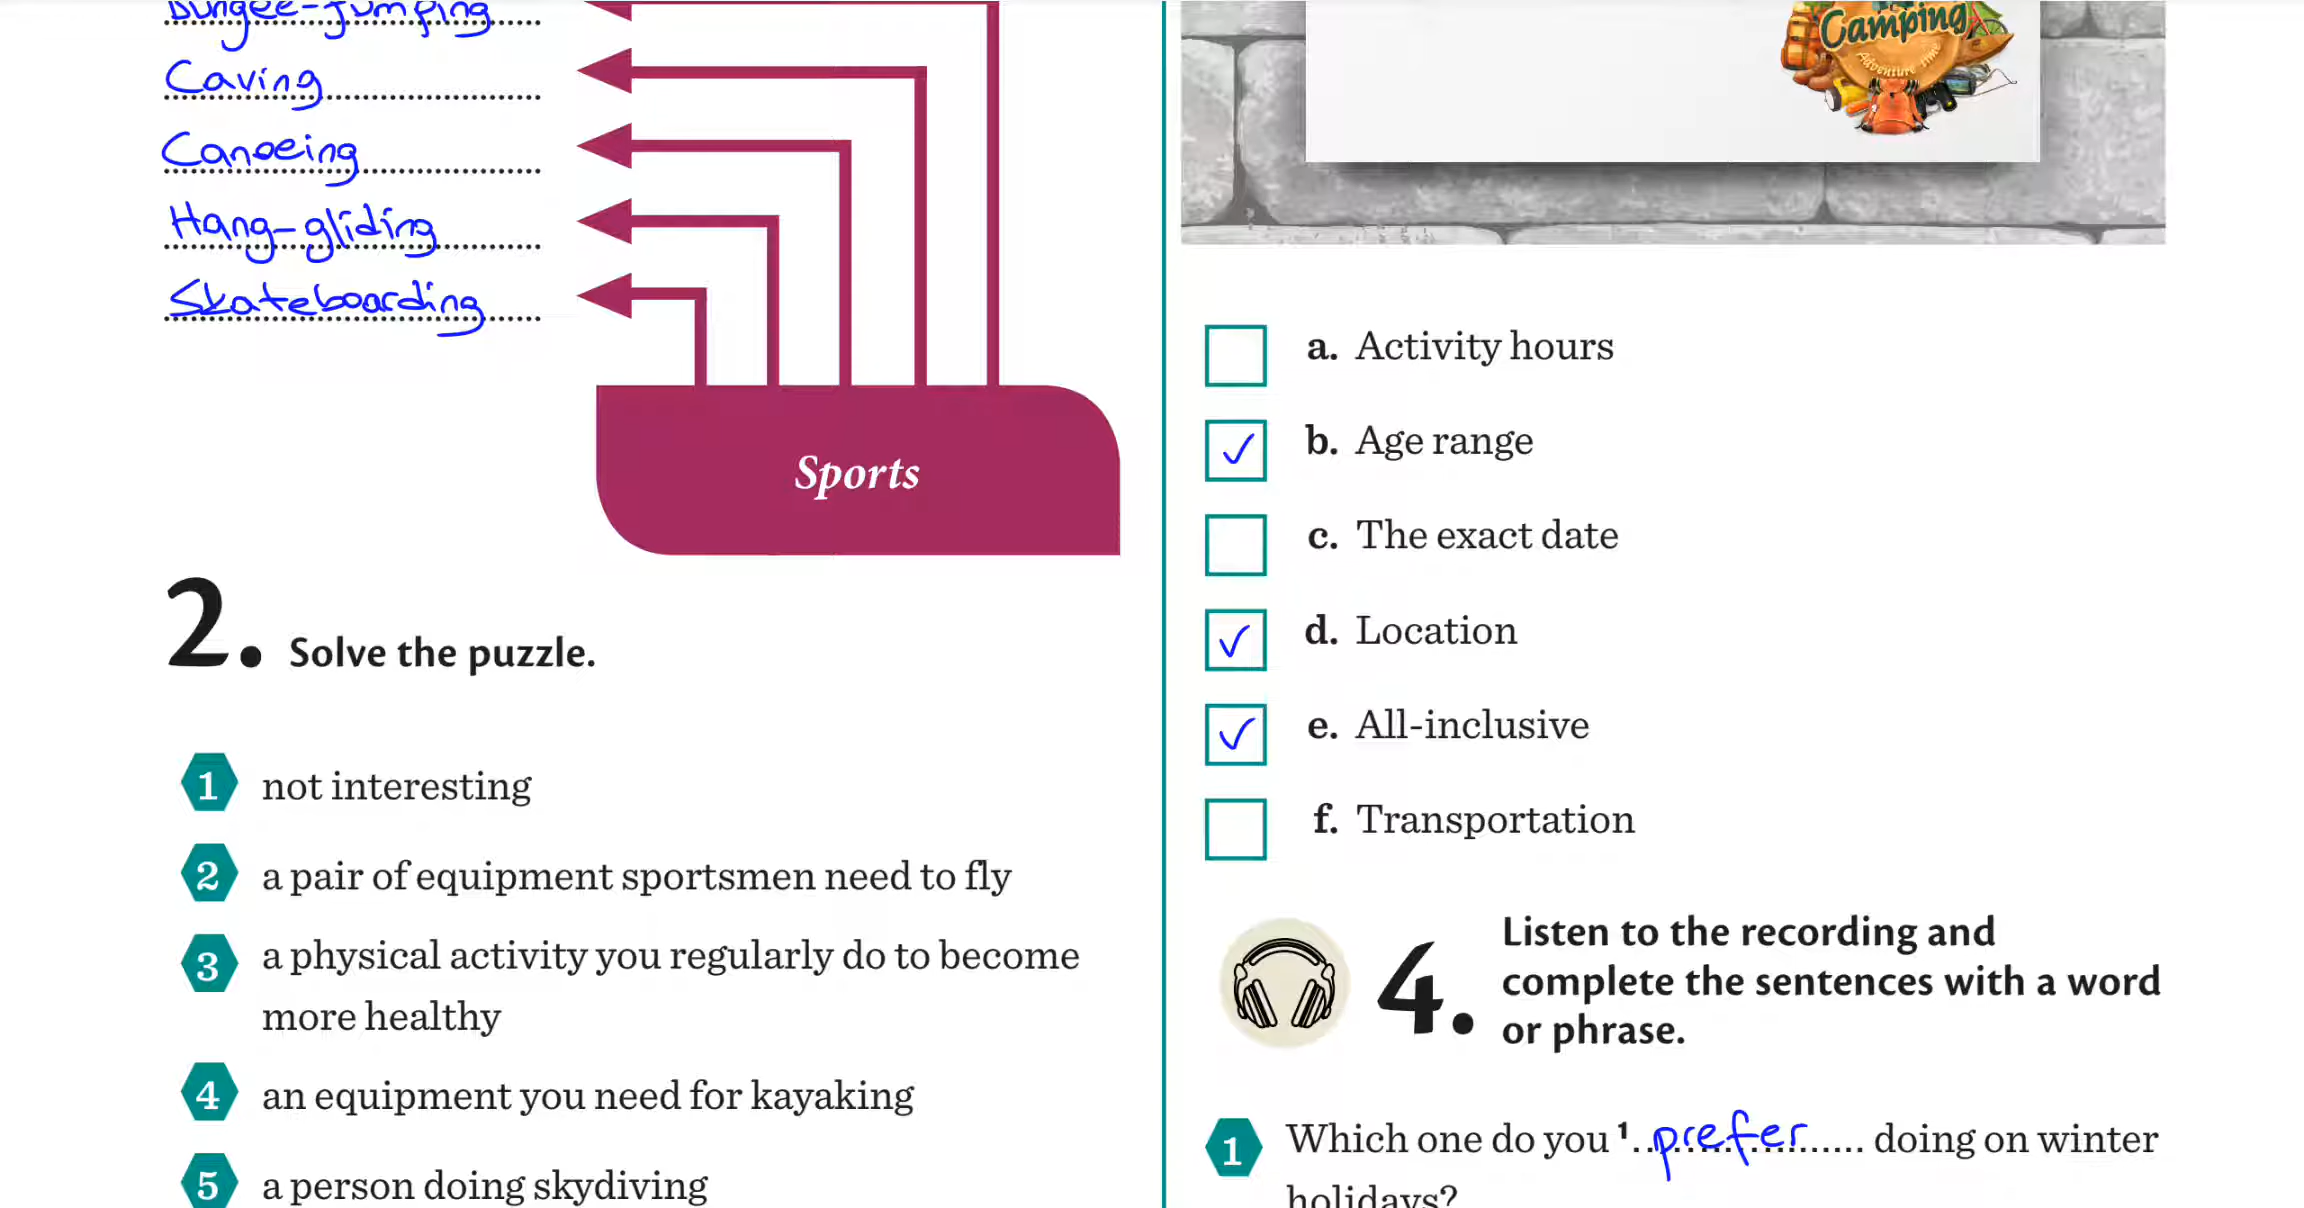 Bungee-jumping
Caving
Canoeing
Hang-gliding
Skateboarding
Sports
2. Solve the puzzle.
1 not interesting
2 a pair of equipment sportsmen need to fly
3 a physical activity you regularly do to become
more healthy
4 an equipment you need for kayaking
5 a person doing skydiving
Camping
Adventure time
a. Activity hours
✓ b. Age range
c. The exact date
✓ d. Location
✓ e. All-inclusive
f. Transportation
4. Listen to the recording and
complete the sentences with a word
or phrase.
1 Which one do you ¹ prefer doing on winter
holidays?